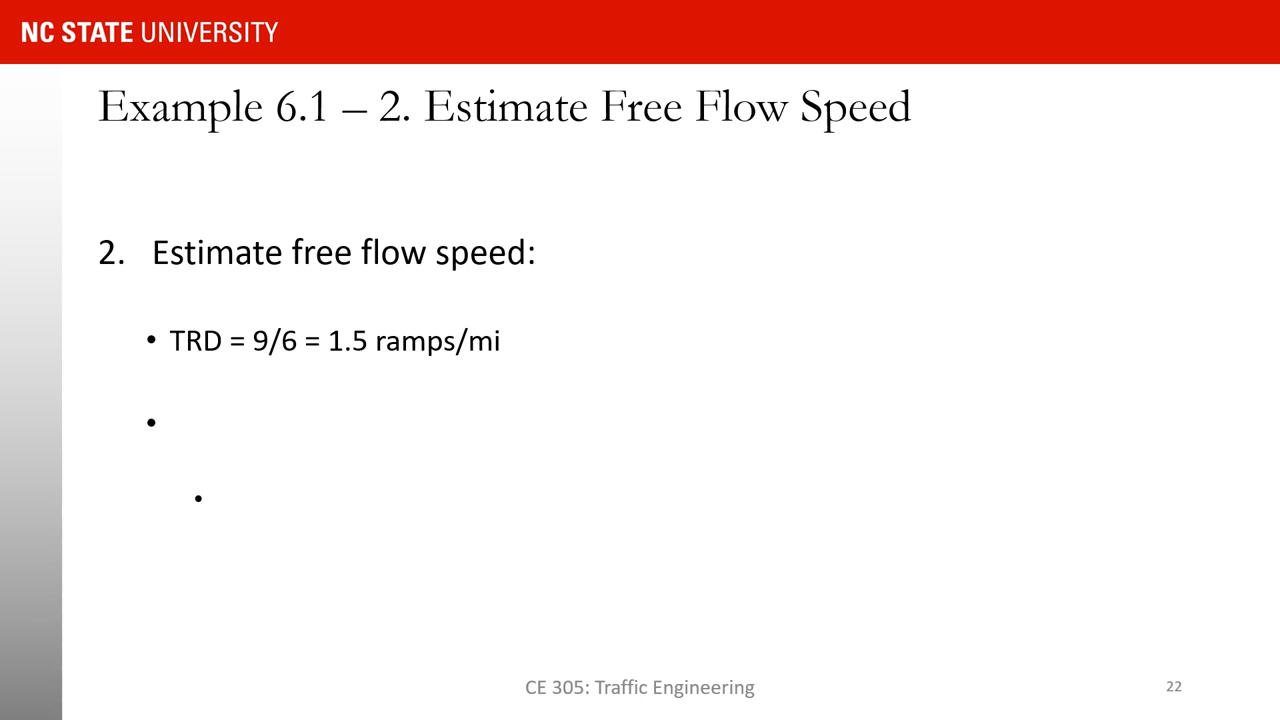 NC STATE UNIVERSITY
Example 6.1 – 2. Estimate Free Flow Speed
2. Estimate free flow speed:
• TRD = 9/6 = 1.5 ramps/mi
•
•
CE 305: Traffic Engineering
22